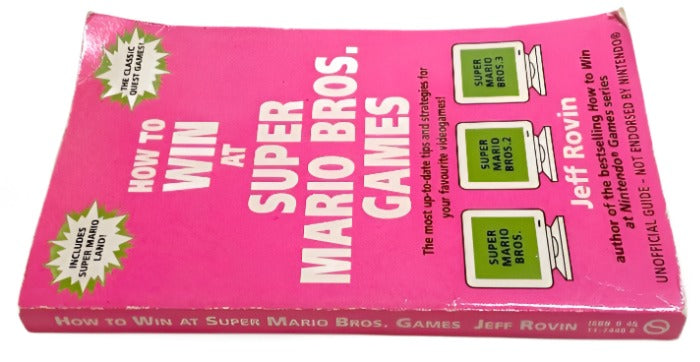 THE CLASSIC
QUEST GAMES!
INCLUDES
SUPER MARIO
LAND!
HOW TO
WIN
AT
SUPER
MARIO BROS.
GAMES
The most up-to-date tips and strategies for
your favourite videogames!
SUPER
MARIO
BROS.
SUPER
MARIO
BROS.2
SUPER
MARIO
BROS.3
Jeff Rovin
author of the bestselling How to Win
at Nintendo® Games series
UNOFFICIAL GUIDE - NOT ENDORSED BY NINTENDO®
HOW TO WIN AT SUPER MARIO BROS. GAMES JEFF ROVIN
ISBN 0 45